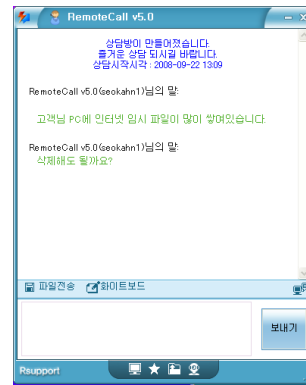 RemoteCall v5.0
상담방이 만들어졌습니다.
즐거운 상담 되시길 바랍니다.
상담시작시각 : 2008-09-22 13:09
RemoteCall v5.0(seokahn1)님의 말:
고객님 PC에 인터넷 임시 파일이 많이 쌓여있습니다.
RemoteCall v5.0(seokahn1)님의 말:
삭제해도 될까요?
파일전송 화이트보드
보내기
Rsupport